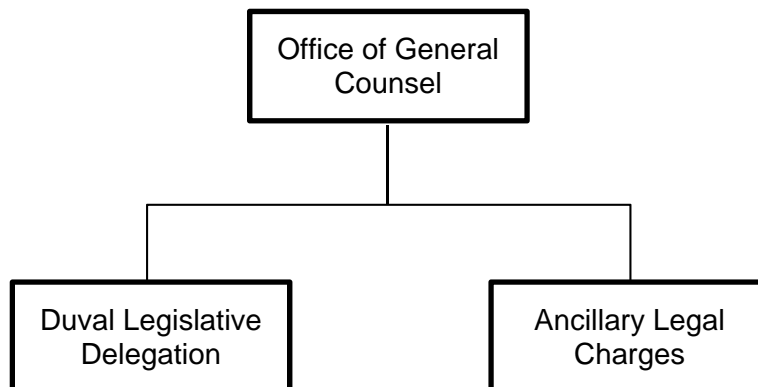 Office of General
Counsel
Duval Legislative
Delegation
Ancillary Legal
Charges